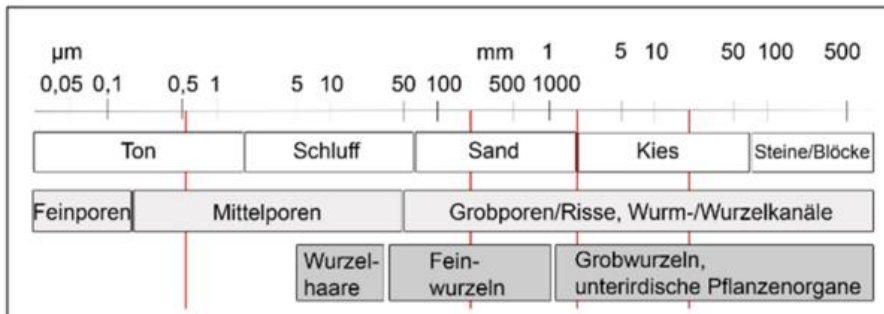 µm mm 1 5 10 50 100 500
0,05 0,1 0,5 1 5 10 50 100 500 1000
Ton Schluff Sand Kies Steine/Blöcke
Feinporen Mittelporen Grobporen/Risse, Wurm-/Wurzelkanäle
Wurzel-
haare
Fein-
wurzeln
Grobwurzeln,
unterirdische Pflanzenorgane